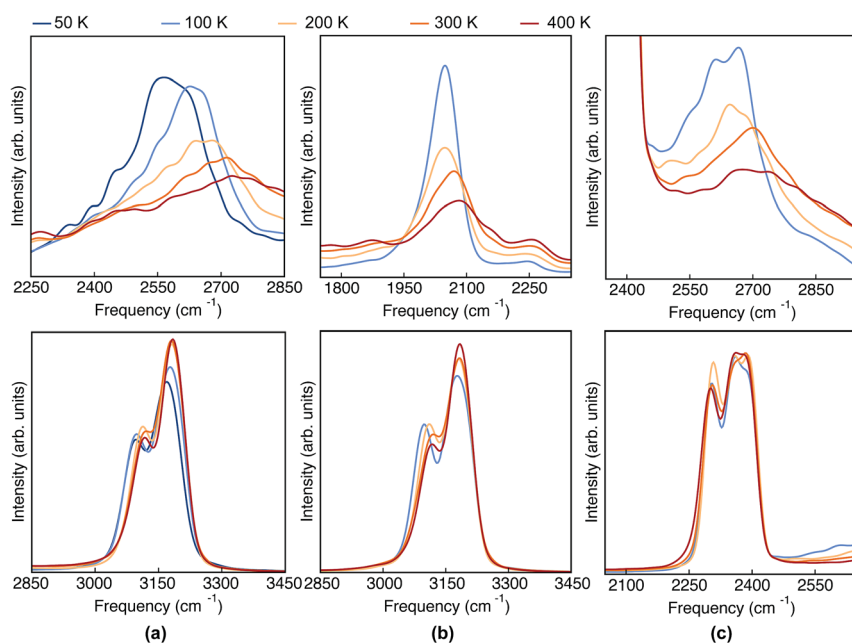 50 K 100 K 200 K 300 K 400 K
Intensity (arb. units)
2250 2400 2550 2700 2850
Frequency (cm⁻¹)
Intensity (arb. units)
1800 1950 2100 2250
Frequency (cm⁻¹)
Intensity (arb. units)
2400 2550 2700 2850
Frequency (cm⁻¹)
Intensity (arb. units)
2850 3000 3150 3300 3450
Frequency (cm⁻¹)
Intensity (arb. units)
2850 3000 3150 3300 3450
Frequency (cm⁻¹)
Intensity (arb. units)
2100 2250 2400 2550
Frequency (cm⁻¹)
(a) (b) (c)